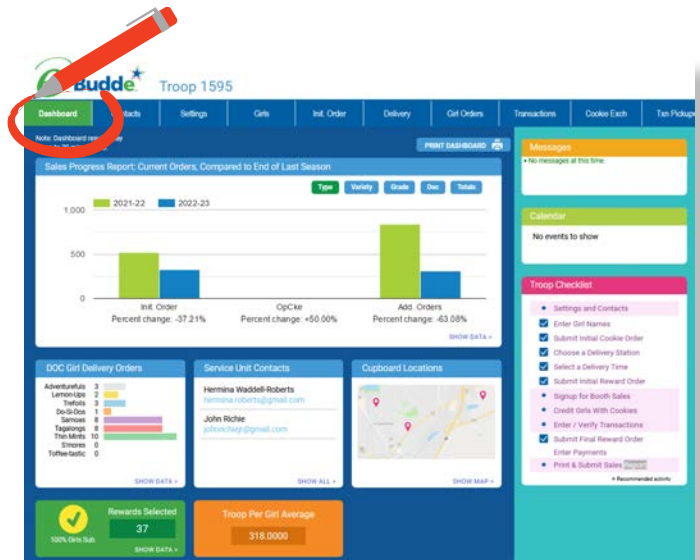 Budde
Troop 1595
Dashboard
Settings
Girls
Init. Order
Delivery
Girl Orders
Transactions
Cookie Exch
Txn Pickups
Note: Dashboard
PRINT DASHBOARD
Sales Progress Report: Current Orders, Compared to End of Last Season
Type
Variety
Grade
Doc
Totals
2021-22
2022-23
1,000
500
0
Init. Order
OpCke
Add. Orders
Percent change: -37.21%
Percent change: +50.00%
Percent change: -63.08%
SHOW DATA >
Messages
• No messages at this time.
Calendar
No events to show
Troop Checklist
Settings and Contacts
Enter Girl Names
Submit Initial Cookie Order
Choose a Delivery Station
Select a Delivery Time
Submit Initial Reward Order
Signup for Booth Sales
Credit Girls With Cookies
Enter / Verify Transactions
Submit Final Reward Order
Enter Payments
Print & Submit Sales
= Recommended activity
DOC Girl Delivery Orders
Adventurefuls 3
Lemon-Ups 2
Trefoils 3
Do-Si-Dos 1
Samoas 8
Tagalongs 8
Thin Mints 10
S'mores 0
Toffee-tastic 0
SHOW DATA >
Service Unit Contacts
Hermina Waddell-Roberts
hermina.roberts@gmail.com
John Richie
johnrichiejr@gmail.com
SHOW ALL >
Cupboard Locations
SHOW MAP >
100% Girls Sub.
Rewards Selected
37
SHOW DATA >
Troop Per Girl Average
318.0000